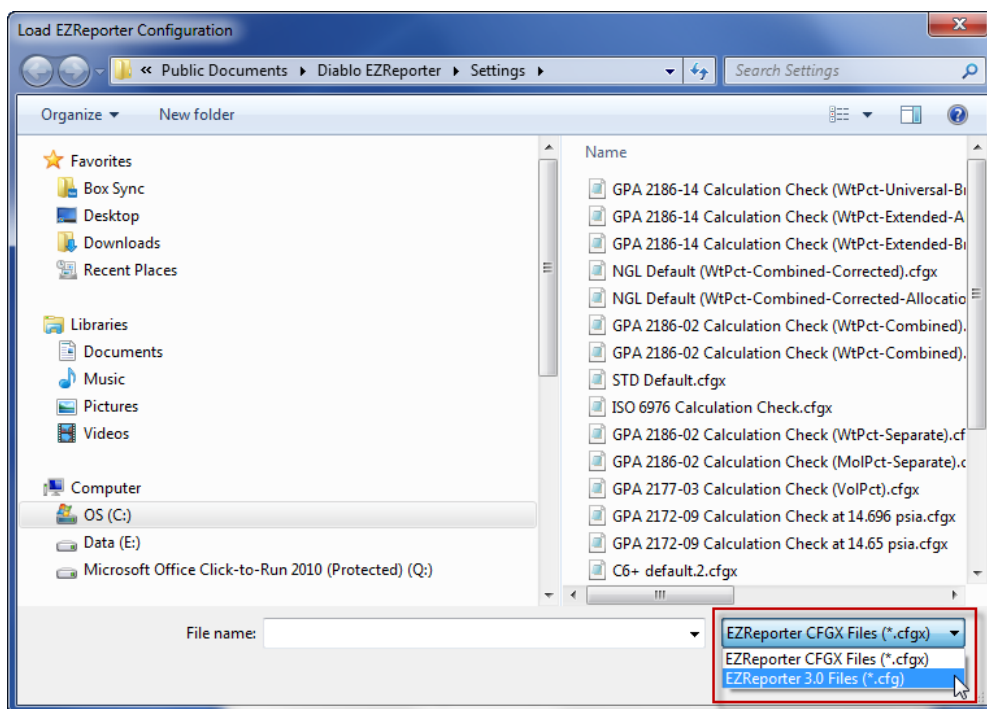 Load EZReporter Configuration
« Public Documents Diablo EZReporter Settings
Search Settings
Organize New folder
Favorites
Box Sync
Desktop
Downloads
Recent Places
Libraries
Documents
Music
Pictures
Videos
Computer
OS (C:)
Data (E:)
Microsoft Office Click-to-Run 2010 (Protected) (Q:)
Name
GPA 2186-14 Calculation Check (WtPct-Universal-
GPA 2186-14 Calculation Check (WtPct-Extended-A
GPA 2186-14 Calculation Check (WtPct-Extended-
NGL Default (WtPct-Combined-Corrected).cfgx
NGL Default (WtPct-Combined-Corrected-Allocatio
GPA 2186-02 Calculation Check (WtPct-Combined).
GPA 2186-02 Calculation Check (WtPct-Combined).
STD Default.cfgx
ISO 6976 Calculation Check.cfgx
GPA 2186-02 Calculation Check (WtPct-Separate).cf
GPA 2186-02 Calculation Check (MolPct-Separate).c
GPA 2177-03 Calculation Check (VolPct).cfgx
GPA 2172-09 Calculation Check at 14.696 psia.cfgx
GPA 2172-09 Calculation Check at 14.65 psia.cfgx
C6+ default.2.cfgx
File name:
EZReporter CFGX Files (*.cfgx)
EZReporter CFGX Files (*.cfgx)
EZReporter 3.0 Files (*.cfg)